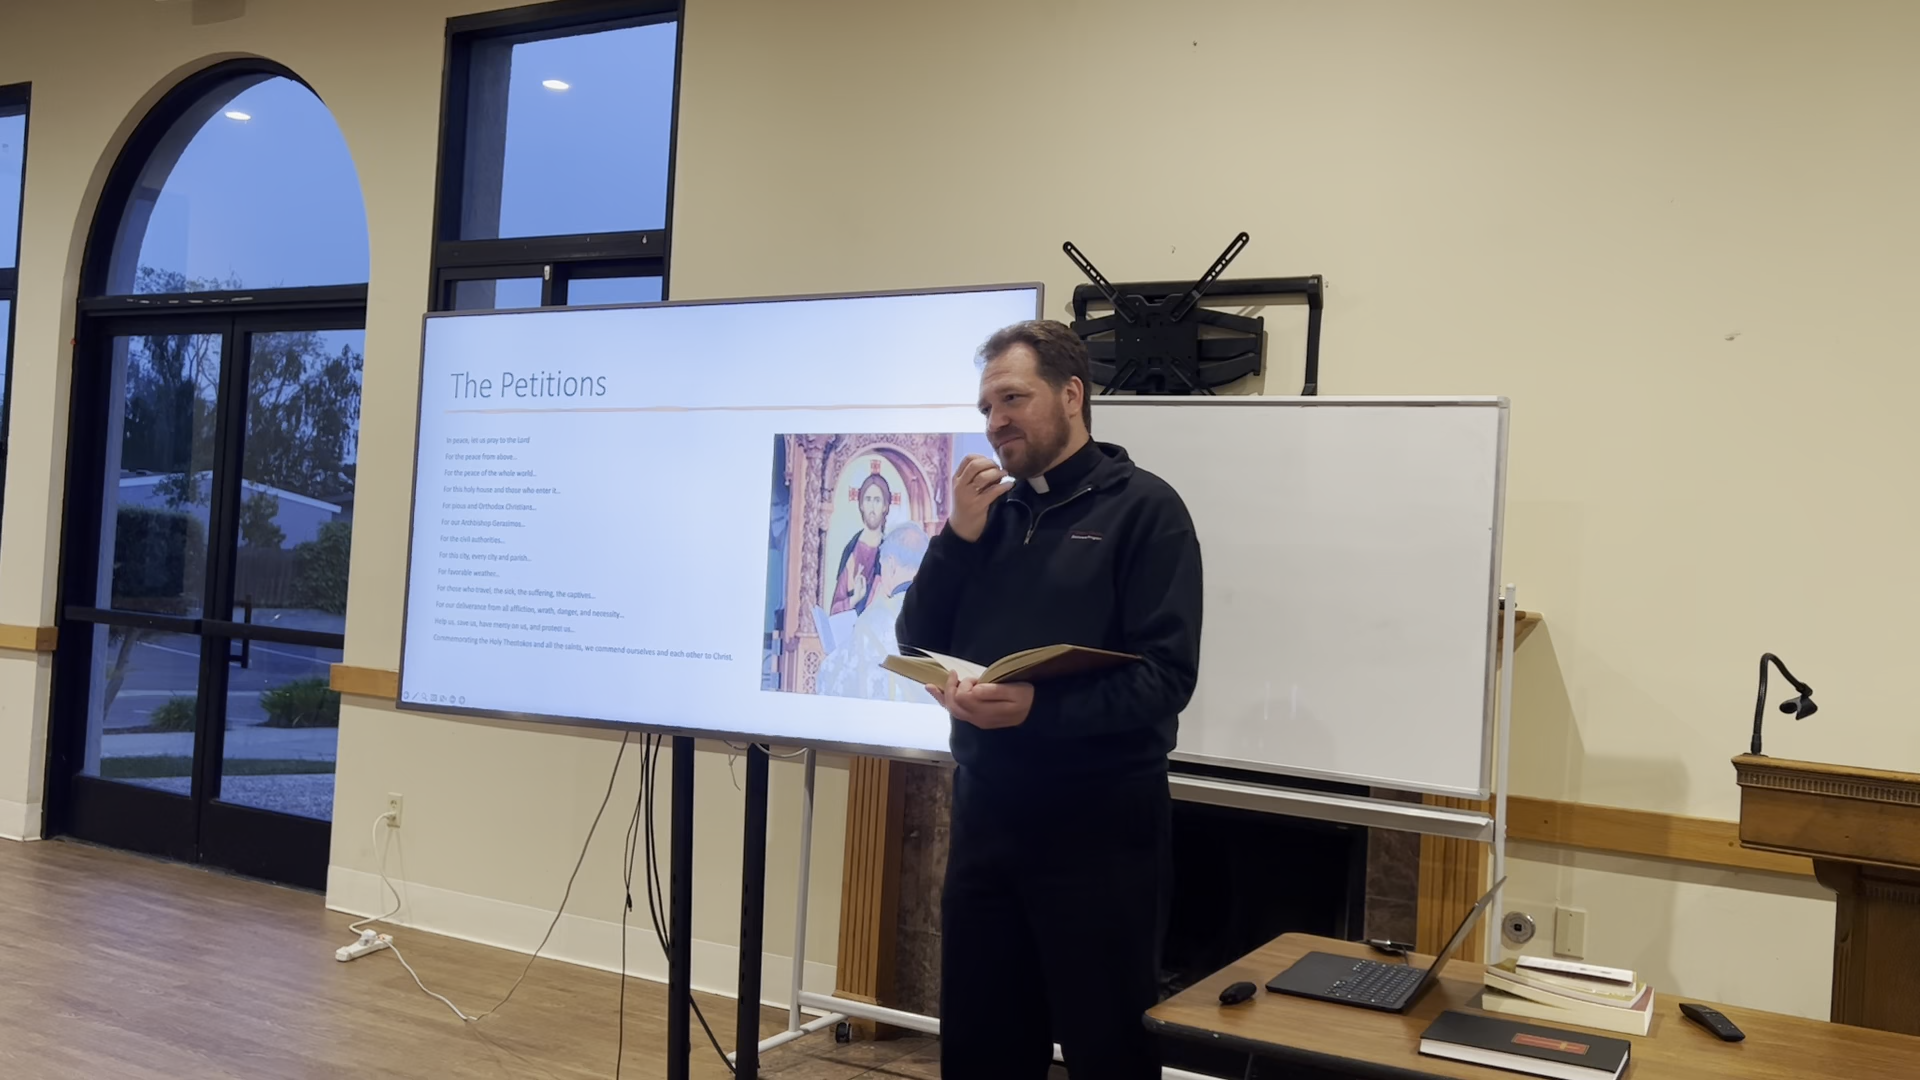 The Petitions
In peace, let us pray to the Lord
For the peace from above...
For the peace of the whole world...
For this holy house and those who enter it...
For pious and Orthodox Christians...
For our Archbishop Gerasimos...
For the civil authorities...
For this city, every city and parish...
For favorable weather...
For those who travel, the sick, the suffering, the captives...
For our deliverance from all affliction, wrath, danger, and necessity...
Help us, save us, have mercy on us, and protect us...
Commemorating the Holy Theotokos and all the saints, we commend ourselves and each other to Christ.